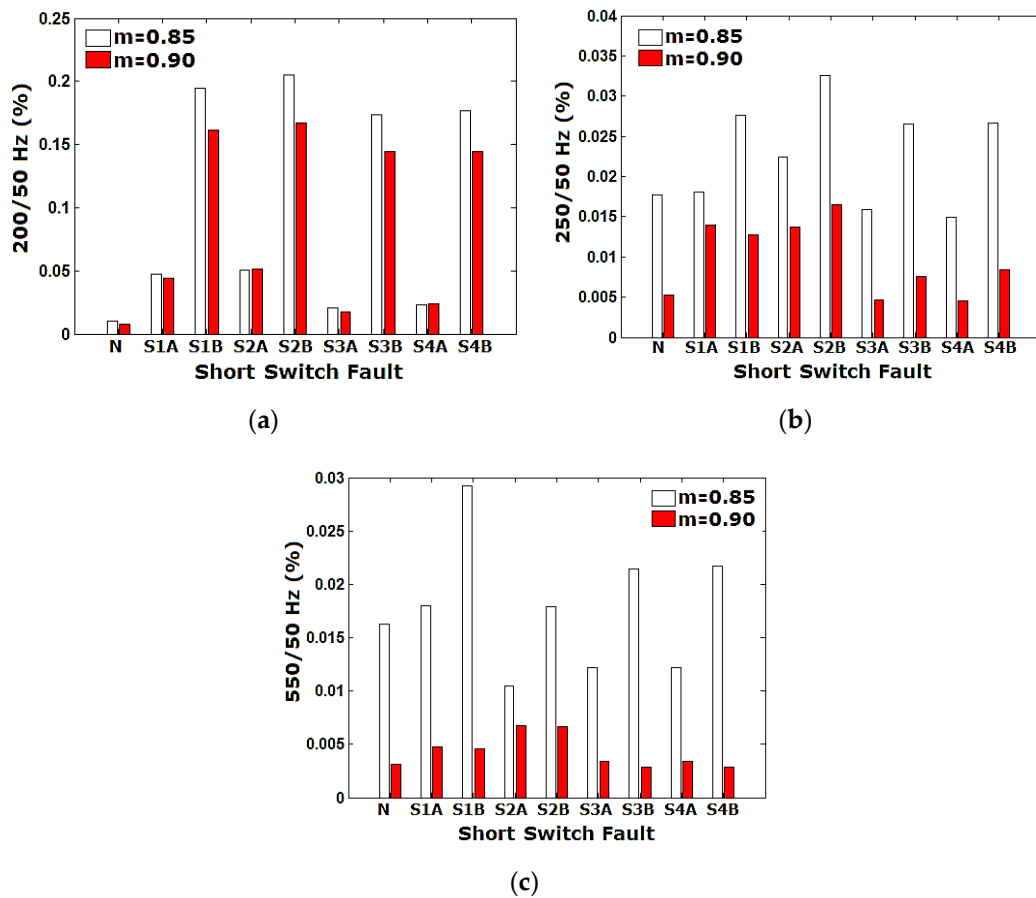 0.25
0.2
0.15
0.1
0.05
0
200/50 Hz (%)
m=0.85
m=0.90
N S1A S1B S2A S2B S3A S3B S4A S4B
Short Switch Fault
(a)
0.04
0.035
0.03
0.025
0.02
0.015
0.01
0.005
0
250/50 Hz (%)
m=0.85
m=0.90
N S1A S1B S2A S2B S3A S3B S4A S4B
Short Switch Fault
(b)
0.03
0.025
0.02
0.015
0.01
0.005
0
550/50 Hz (%)
m=0.85
m=0.90
N S1A S1B S2A S2B S3A S3B S4A S4B
Short Switch Fault
(c)